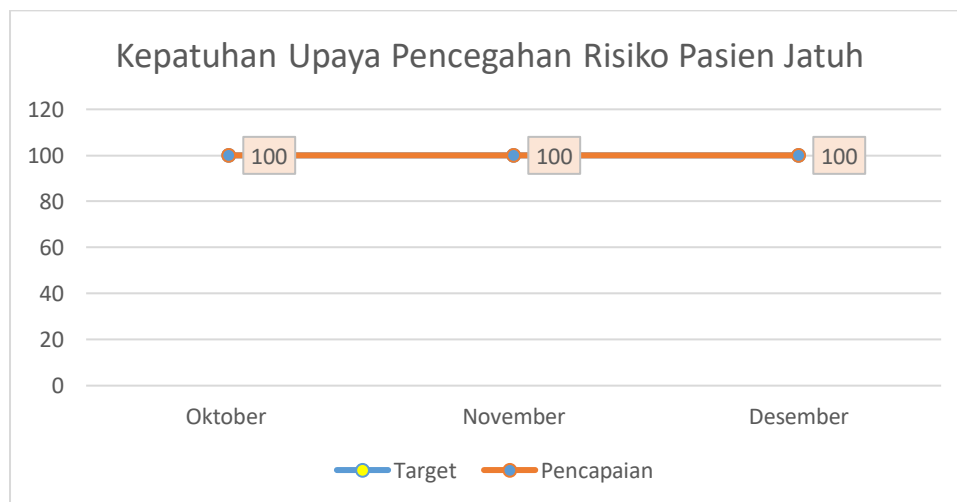 Kepatuhan Upaya Pencegahan Risiko Pasien Jatuh
120
100
100
100
100
80
60
40
20
0
Oktober
November
Desember
Target
Pencapaian